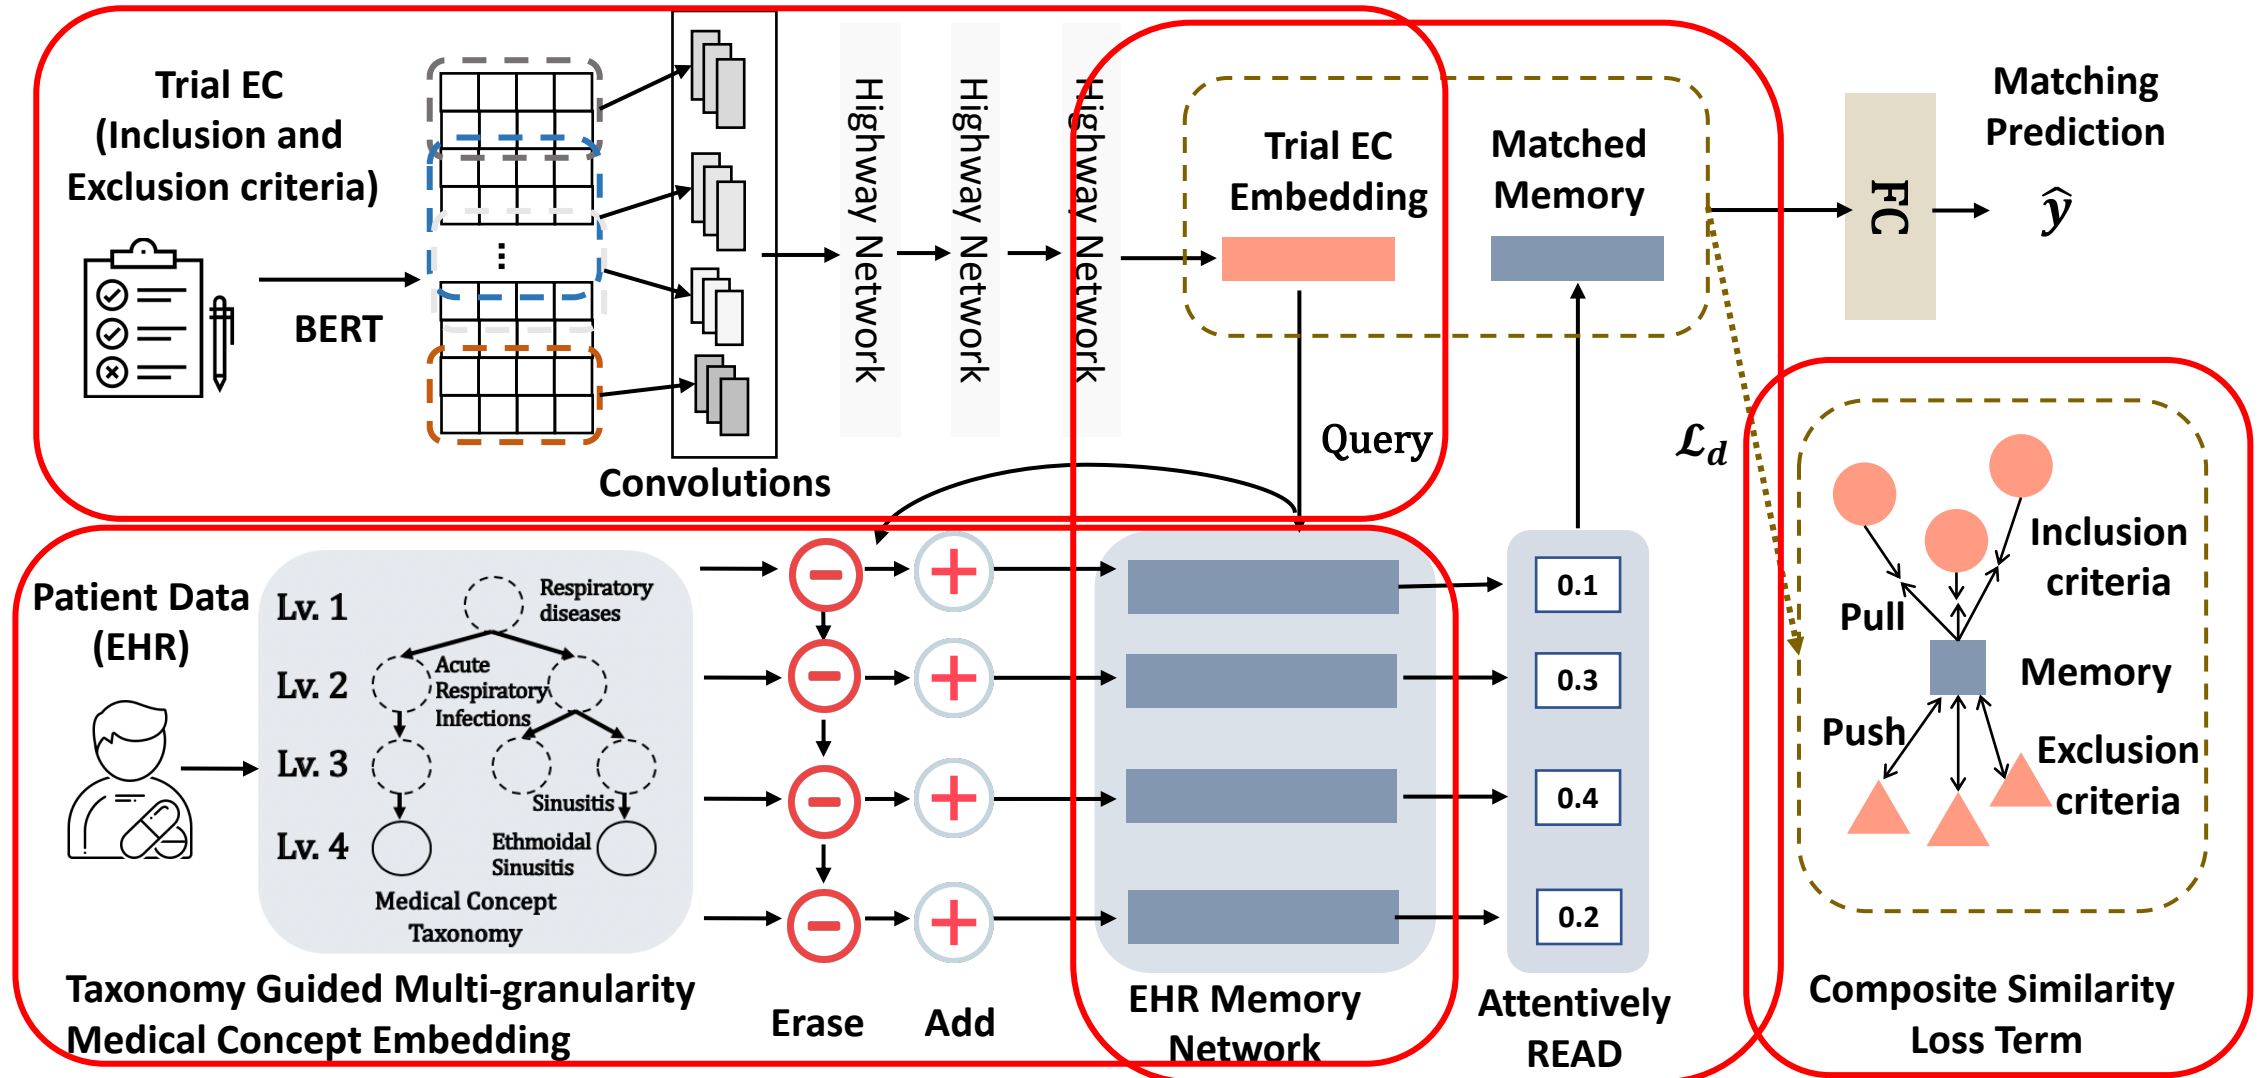 Trial EC
(Inclusion and
Exclusion criteria)
BERT
...
Convolutions
Highway Network
Highway Network
Highway Network
Trial EC
Embedding
Matched
Memory
FC
Matching
Prediction
ŷ
Query
ℒd
Patient Data
(EHR)
Lv. 1
Lv. 2
Lv. 3
Lv. 4
Respiratory
diseases
Acute
Respiratory
Infections
Sinusitis
Ethmoidal
Sinusitis
Medical Concept
Taxonomy
Taxonomy Guided Multi-granularity
Medical Concept Embedding
Erase
Add
EHR Memory
Network
0.1
0.3
0.4
0.2
Attentively
READ
Inclusion
criteria
Pull
Memory
Push
Exclusion
criteria
Composite Similarity
Loss Term